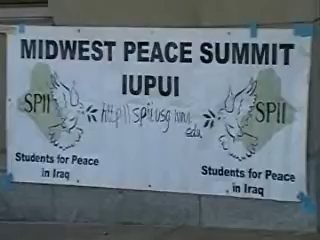 MIDWEST PEACE SUMMIT
IUPUI
SPII
http://spii.usg.iupui.edu
SPII
Students for Peace
in Iraq
Students for Peace
in Iraq